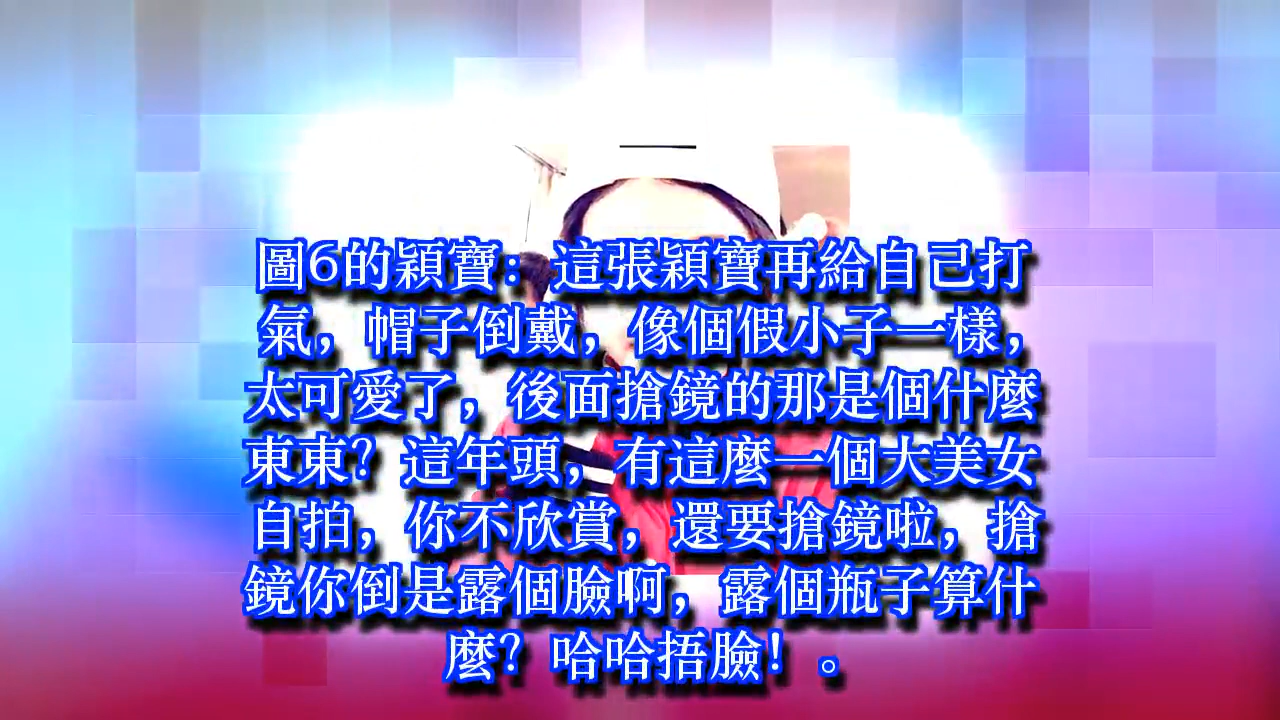 圖6的穎寶：這張穎寶再給自己打
氣，帽子倒戴，像個假小子一樣，
太可愛了，後面搶鏡的那是個什麼
東東？這年頭，有這麼一個大美女
自拍，你不欣賞，還要搶鏡啦，搶
鏡你倒是露個臉啊，露個瓶子算什
麼？哈哈捂臉！。